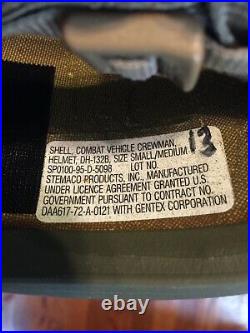 SHELL, COMBAT VEHICLE CREWMAN,
HELMET, DH-132B, SIZE SMALL/MEDIUM
SP0100-95-D-5098 LOT NO. 13
STEMACO PRODUCTS, INC., MANUFACTURED
UNDER LICENCE AGREEMENT GRANTED U.S.
GOVERNMENT PURSUANT TO CONTRACT NO.
DAA617-72-A-0121 WITH GENTEX CORPORATION